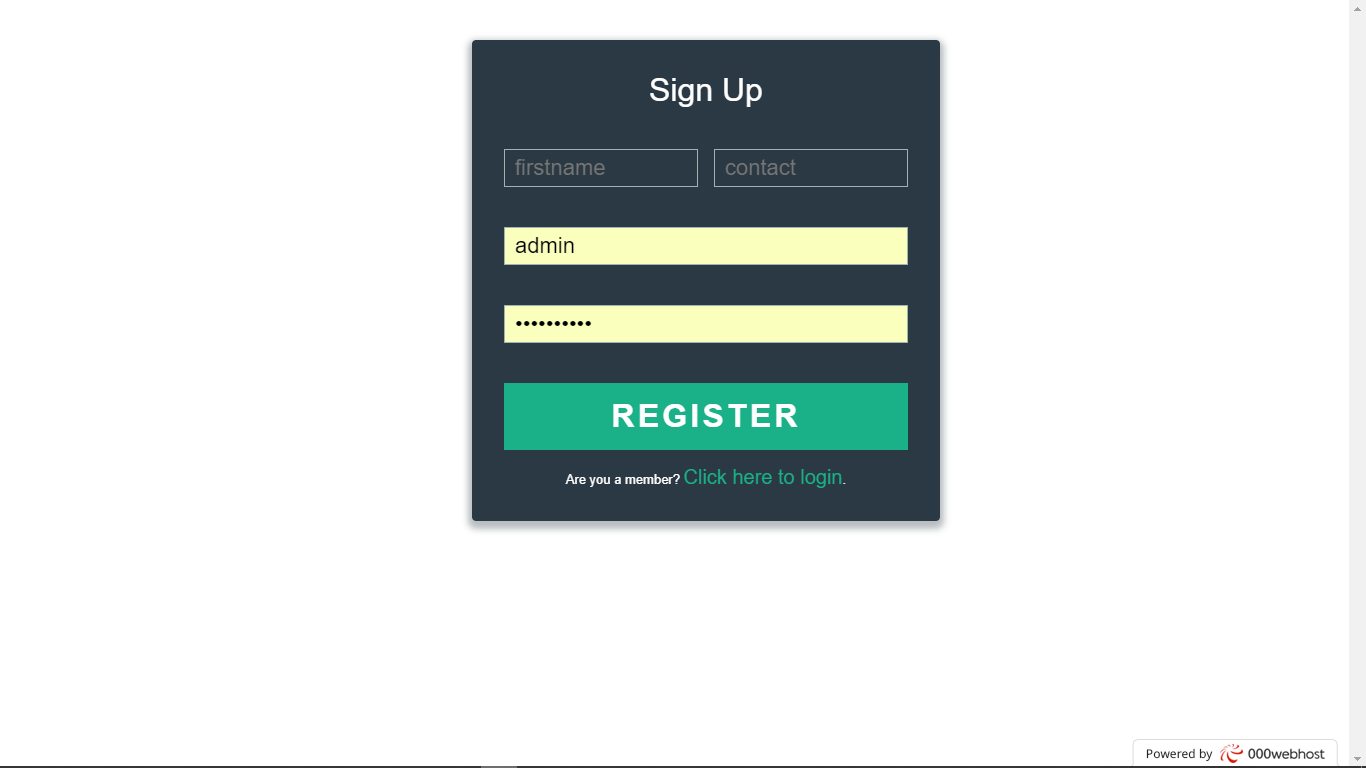 Sign Up
firstname contact
admin
••••••••••
REGISTER
Are you a member? Click here to login.
Powered by 000webhost